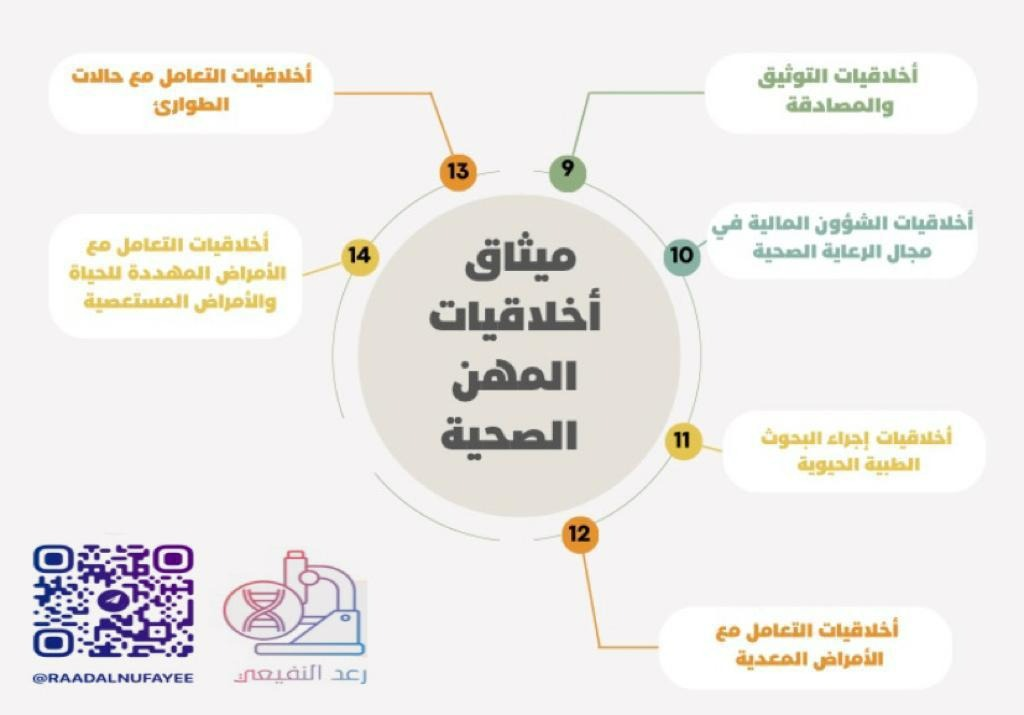 ميثاق
أخلاقيات
المهن
الصحية
9
أخلاقيات التوثيق
والمصادقة
10
أخلاقيات الشؤون المالية في
مجال الرعاية الصحية
11
أخلاقيات إجراء البحوث
الطبية الحيوية
12
أخلاقيات التعامل مع
الأمراض المعدية
13
أخلاقيات التعامل مع حالات
الطوارئ
14
أخلاقيات التعامل مع
الأمراض المهددة للحياة
والأمراض المستعصية
رعد النفيعي
@RAADALNUFAYEE